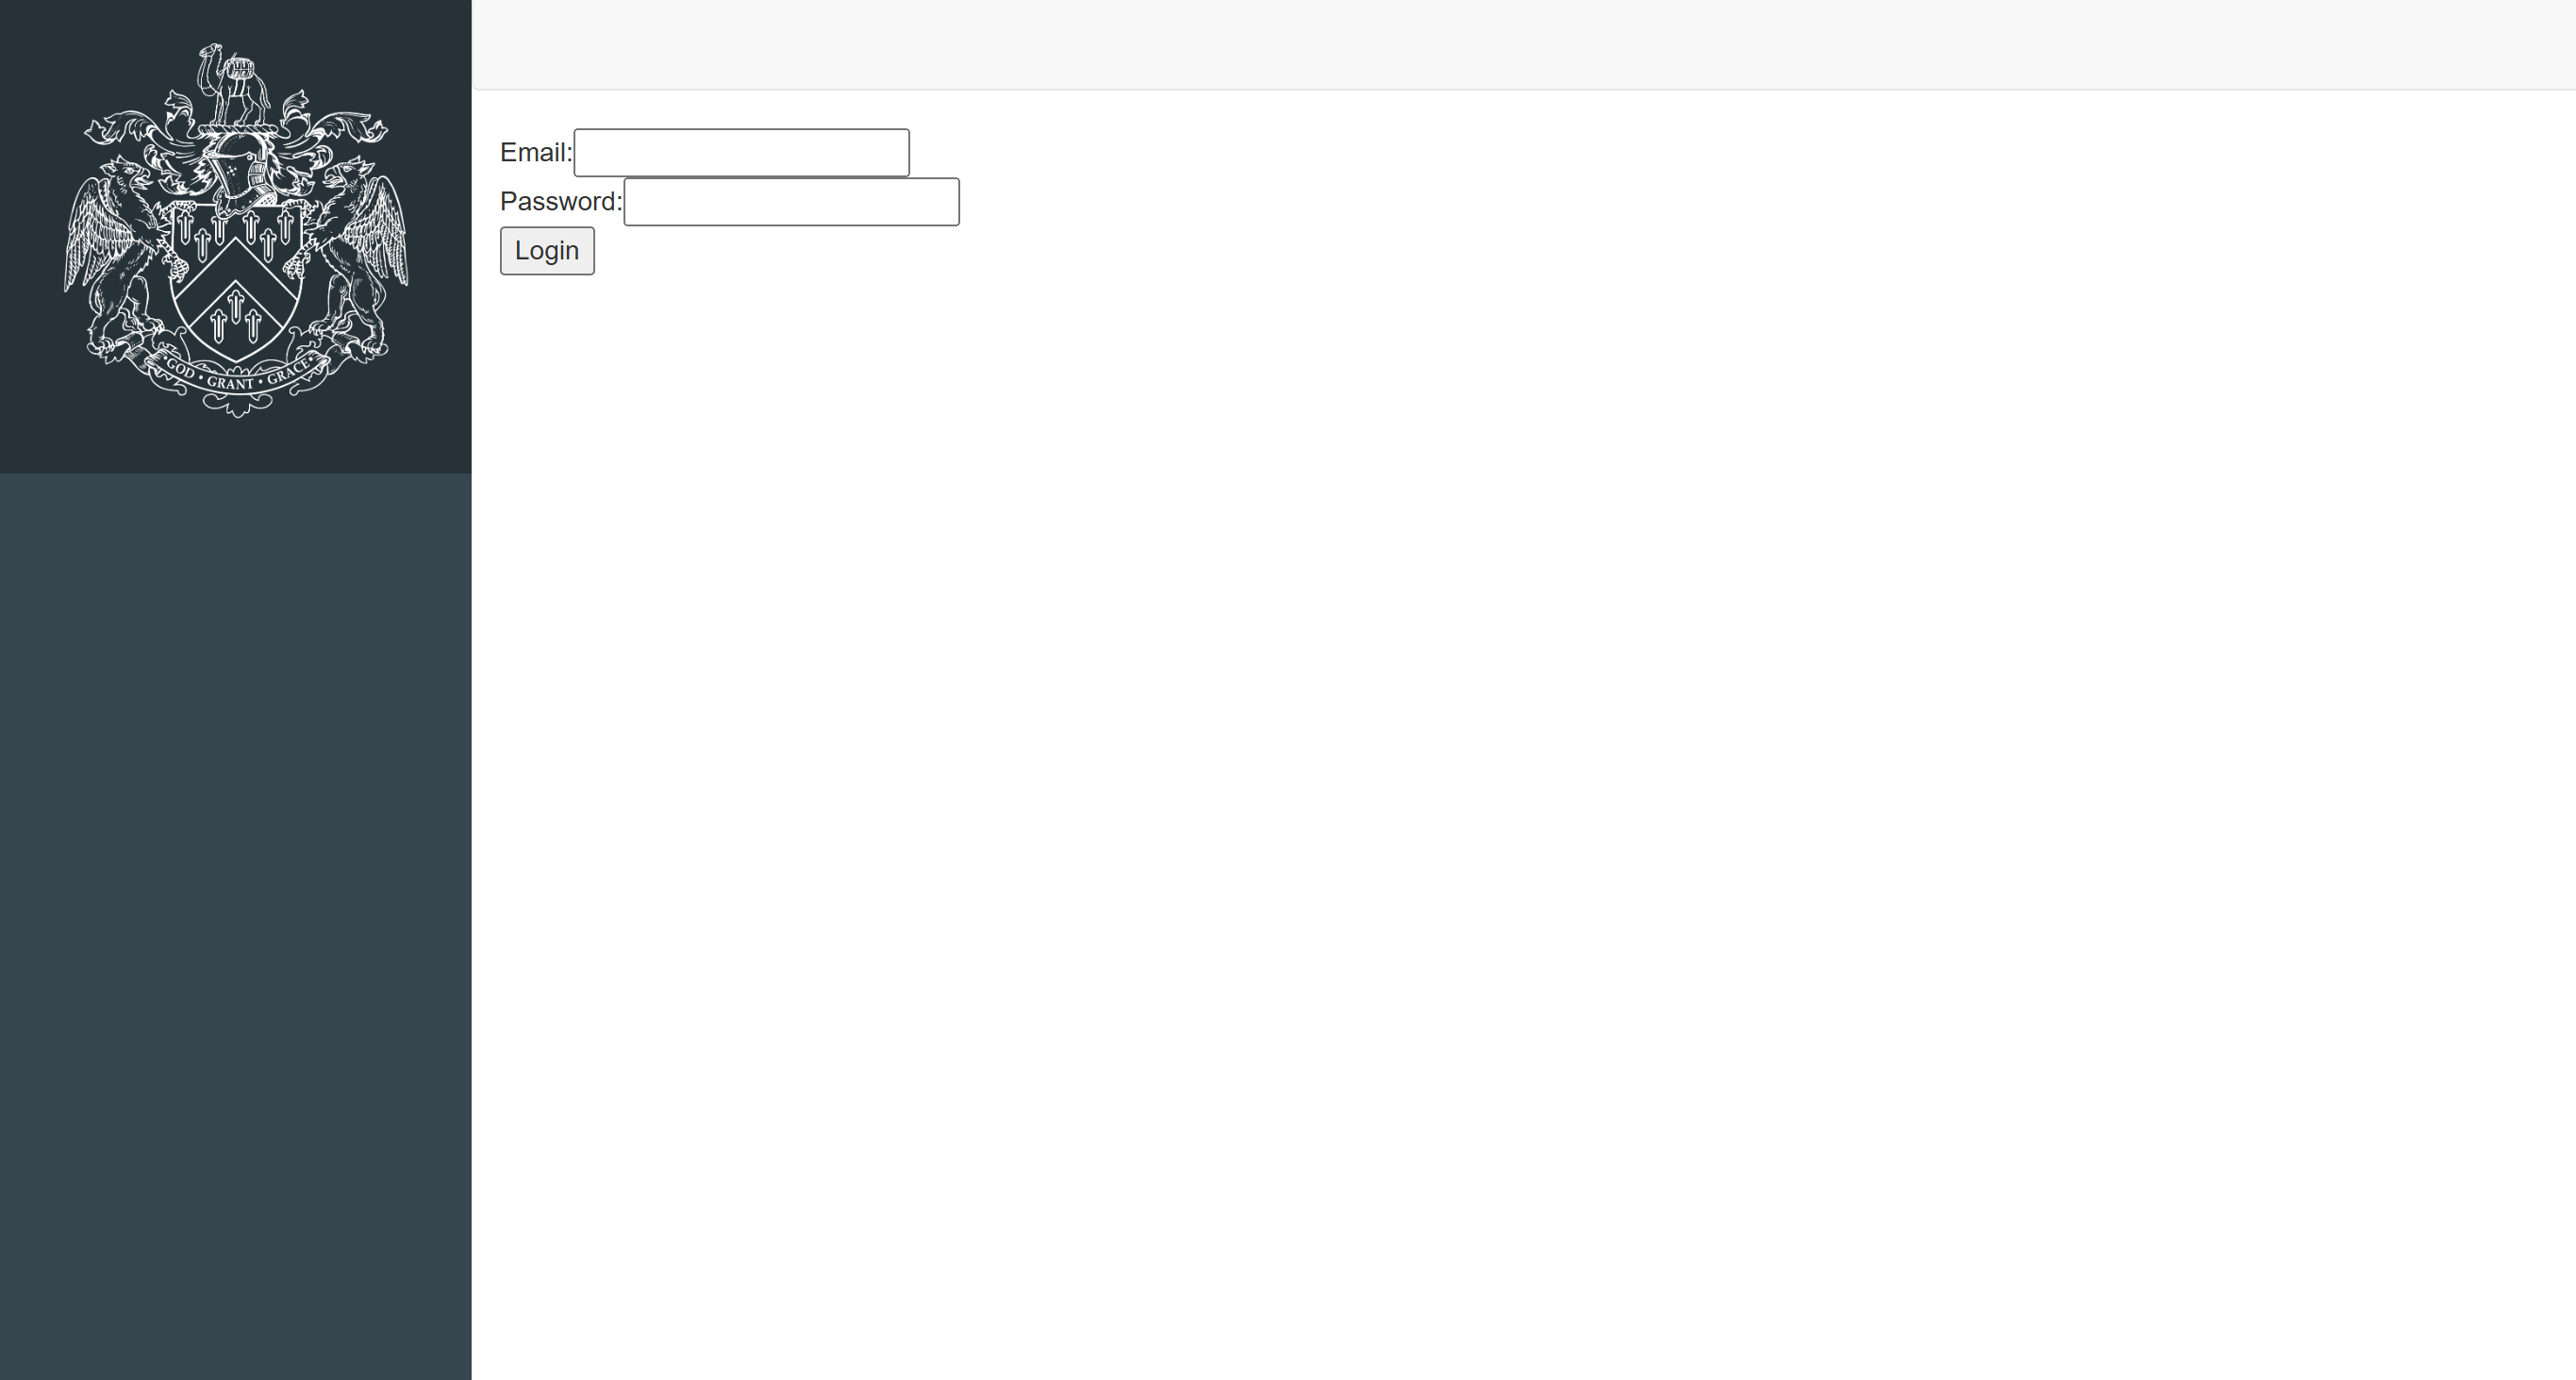 GOD • GRANT • GRACE
Email:
Password:
Login